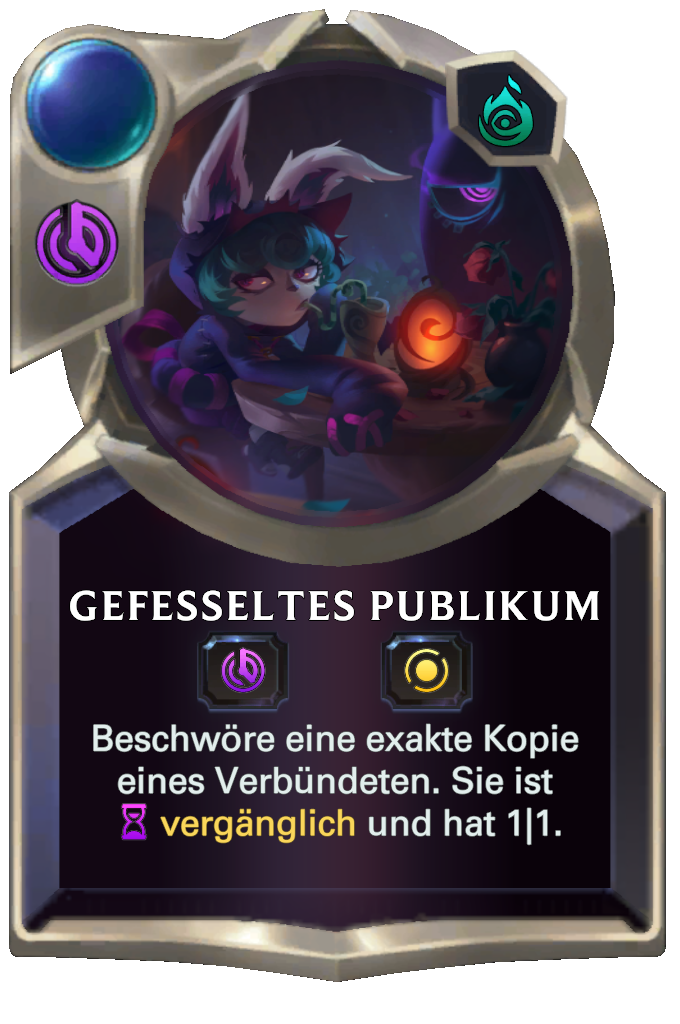 GEFESSELTES PUBLIKUM
Beschwöre eine exakte Kopie
eines Verbündeten. Sie ist
vergänglich und hat 1|1.